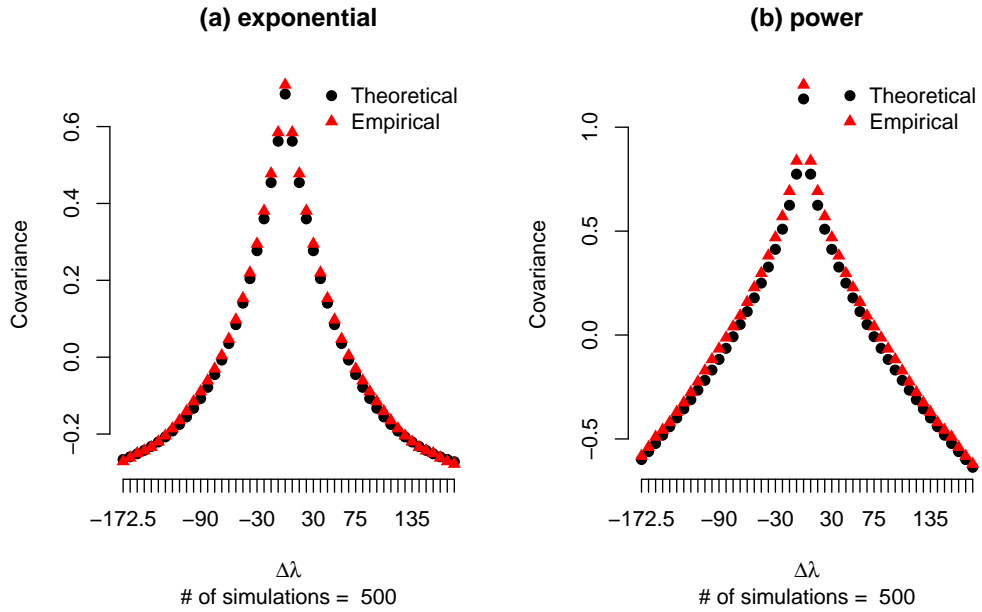 (a) exponential
Theoretical
Empirical
Covariance
0.6
0.4
0.2
0.0
−0.2
−172.5 −90 −30 30 75 135
Δλ
# of simulations = 500
(b) power
Theoretical
Empirical
Covariance
1.0
0.5
0.0
−0.5
−172.5 −90 −30 30 75 135
Δλ
# of simulations = 500